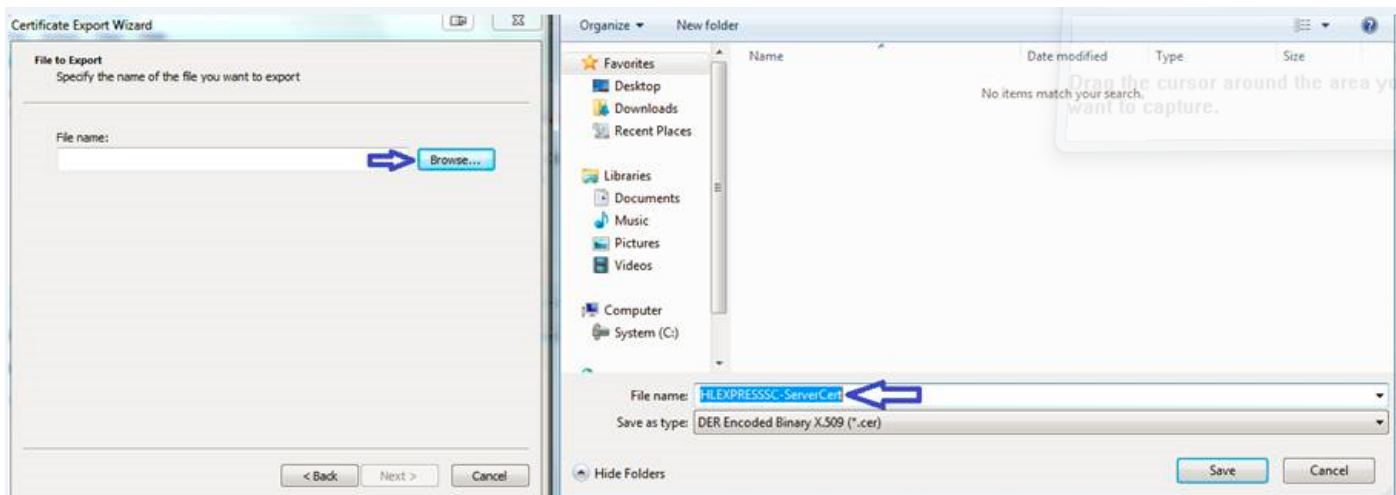 Certificate Export Wizard
File to Export
Specify the name of the file you want to export
File name:
Browse...
< Back
Next >
Cancel
Organize
New folder
Name
Date modified
Type
Size
Drag the cursor around the area yo
want to capture.
No items match your search.
Favorites
Desktop
Downloads
Recent Places
Libraries
Documents
Music
Pictures
Videos
Computer
System (C:)
File name: HLEXPRESSSC-ServerCert
Save as type: DER Encoded Binary X.509 (*.cer)
Hide Folders
Save
Cancel